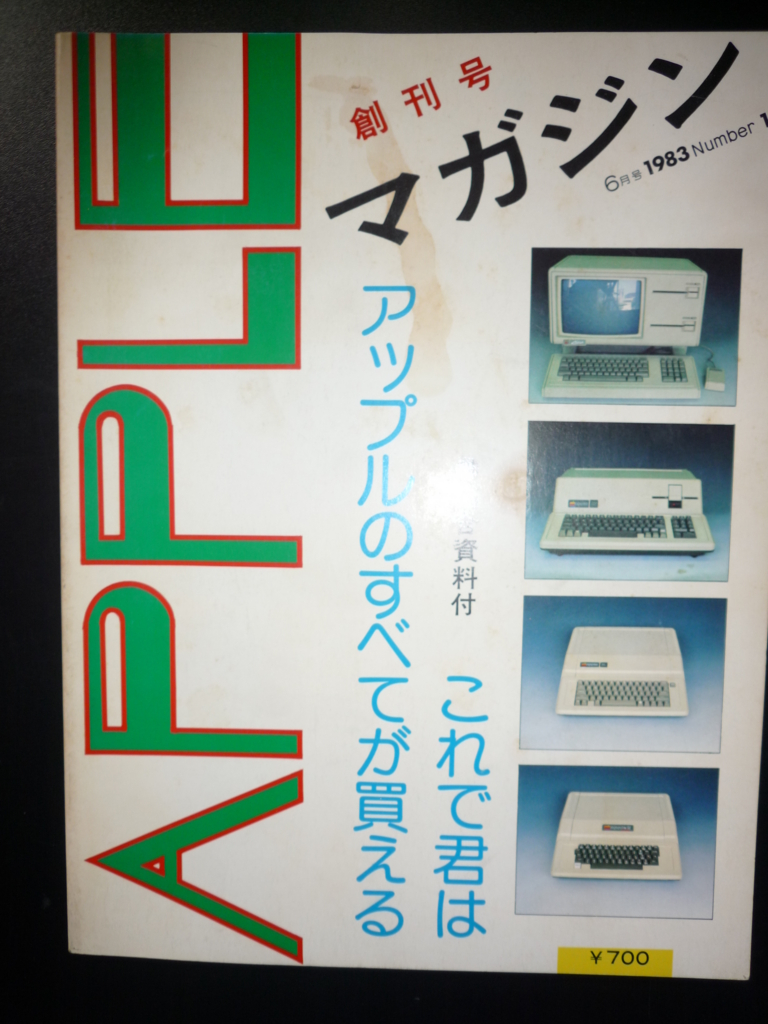 APPLE
創刊号
マガジン
6月号 1983 Number 1
アップルのすべてが買える
資料付
これで君は
¥700